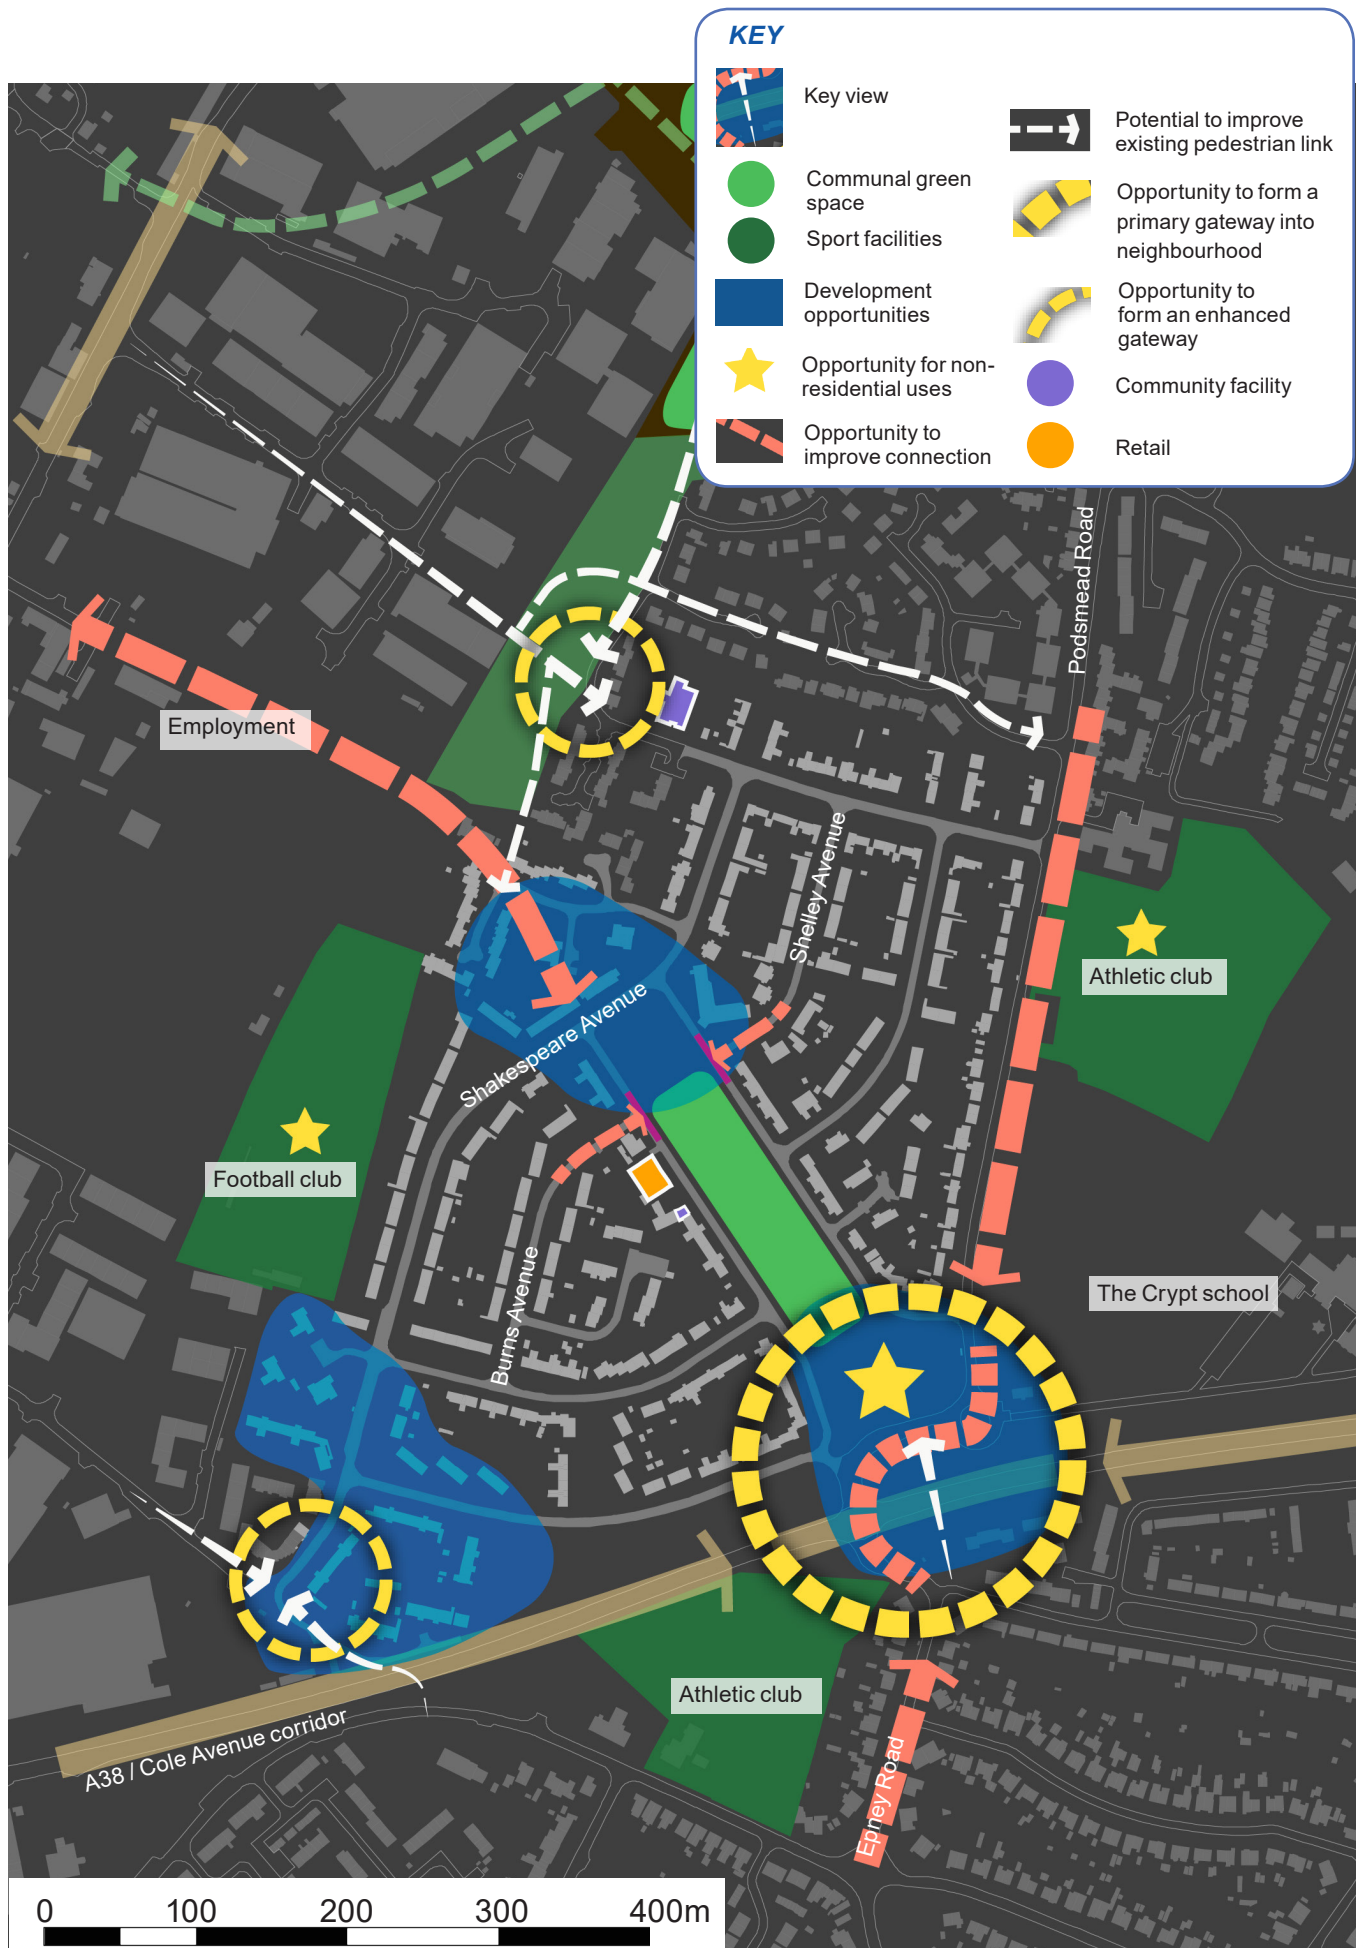 KEY
Key view
Communal green
space
Sport facilities
Development
opportunities
Opportunity for non-
residential uses
Opportunity to
improve connection
Potential to improve
existing pedestrian link
Opportunity to form a
primary gateway into
neighbourhood
Opportunity to
form an enhanced
gateway
Community facility
Retail
Podsmead Road
Employment
Shelley Avenue
Athletic club
Shakespeare Avenue
Football club
Burns Avenue
The Crypt school
Athletic club
A38 / Cole Avenue corridor
Epney Road
0 100 200 300 400m